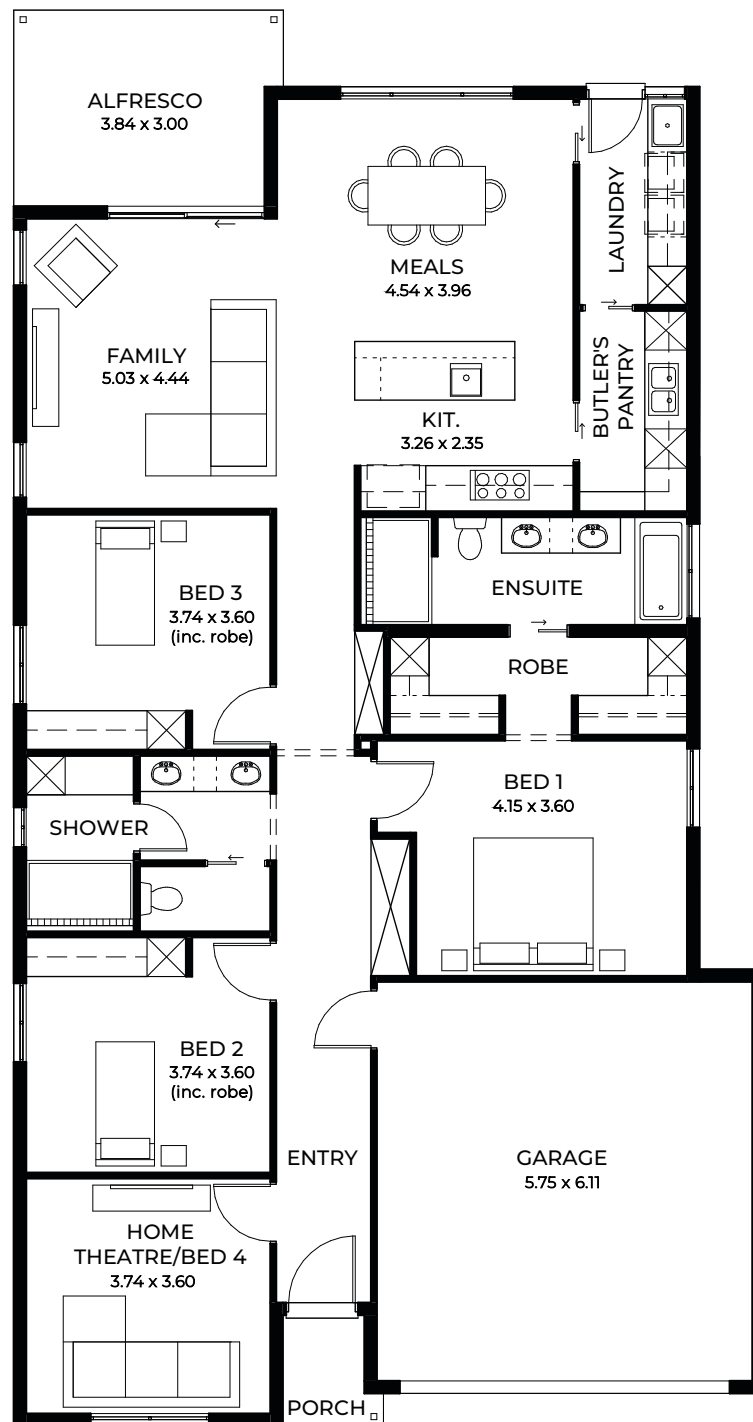 ALFRESCO
3.84 x 3.00
LAUNDRY
MEALS
4.54 x 3.96
FAMILY
5.03 x 4.44
BUTLER'S
PANTRY
KIT.
3.26 x 2.35
BED 3
3.74 x 3.60
(inc. robe)
ENSUITE
ROBE
BED 1
4.15 x 3.60
SHOWER
BED 2
3.74 x 3.60
(inc. robe)
ENTRY
GARAGE
5.75 x 6.11
HOME
THEATRE/BED 4
3.74 x 3.60
PORCH